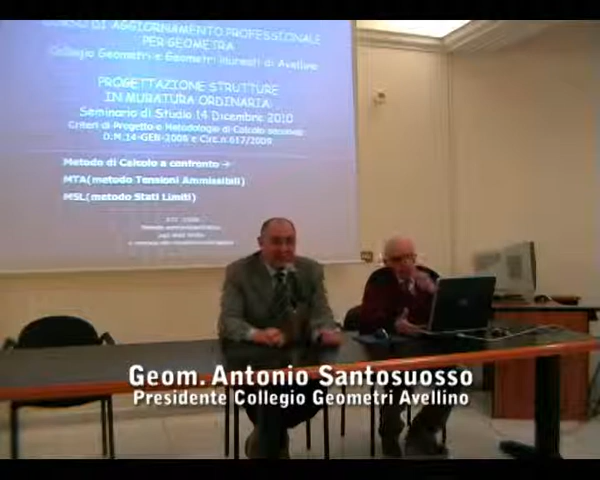 CORSO DI AGGIORNAMENTO PROFESSIONALE
PER GEOMETRA
Collegio Geometri e Geometri laureati di Avellino
PROGETTAZIONE STRUTTURE
IN MURATURA ORDINARIA
Seminario di Studio 14 Dicembre 2010
Criteri di Progetto e Metodologie di Calcolo secondo
D.M.14-GEN-2008 e Circ.n 617/2009
Metodo di Calcolo a confronto →
MTA(metodo Tensioni Ammissibili)
MSL(metodo Stati Limiti)
Geom. Antonio Santosuosso
Presidente Collegio Geometri Avellino